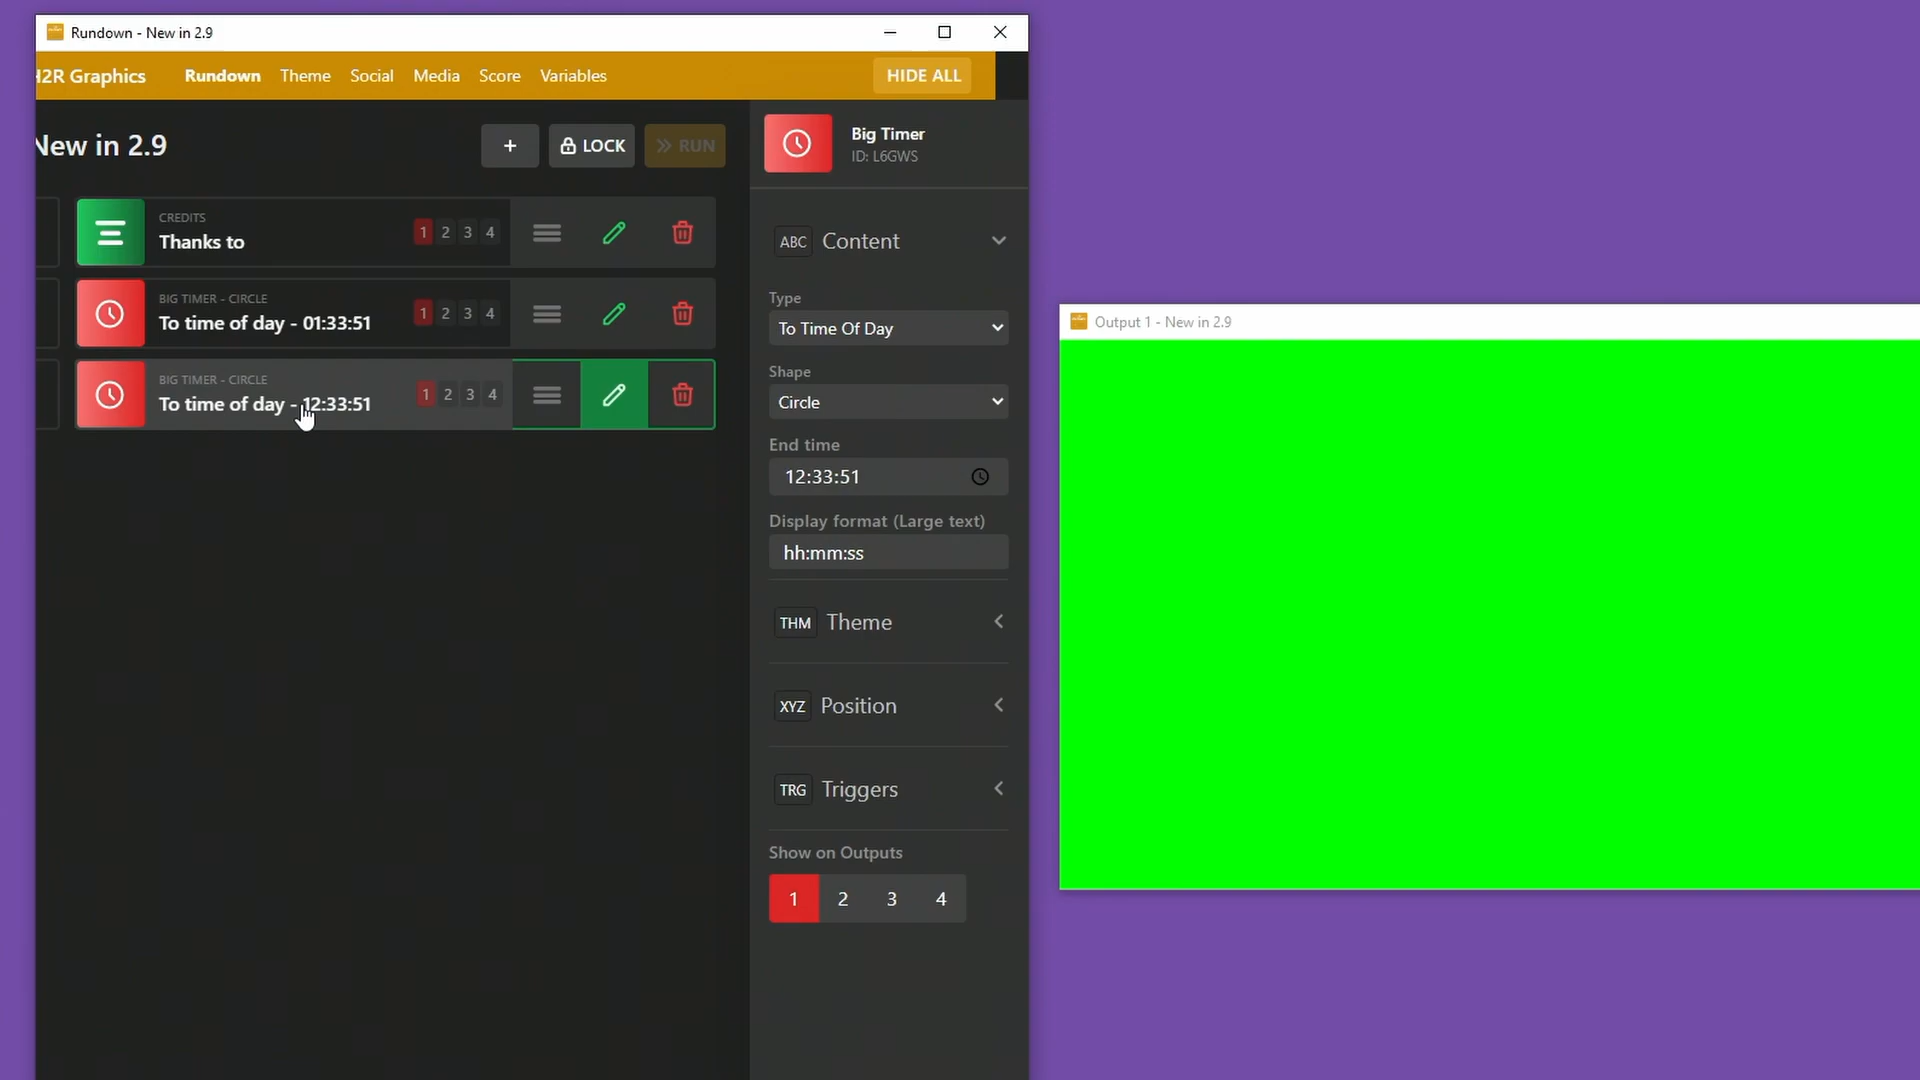 Rundown - New in 2.9
H2R Graphics
Rundown
Theme
Social
Media
Score
Variables
HIDE ALL
New in 2.9
+
LOCK
RUN
CREDITS
Thanks to
1 2 3 4
BIG TIMER - CIRCLE
To time of day - 01:33:51
1 2 3 4
BIG TIMER - CIRCLE
To time of day - 12:33:51
1 2 3 4
Big Timer
ID: L6GWS
ABC Content
Type
To Time Of Day
Shape
Circle
End time
12:33:51
Display format (Large text)
hh:mm:ss
THM Theme
XYZ Position
TRG Triggers
Show on Outputs
1 2 3 4
Output 1 - New in 2.9